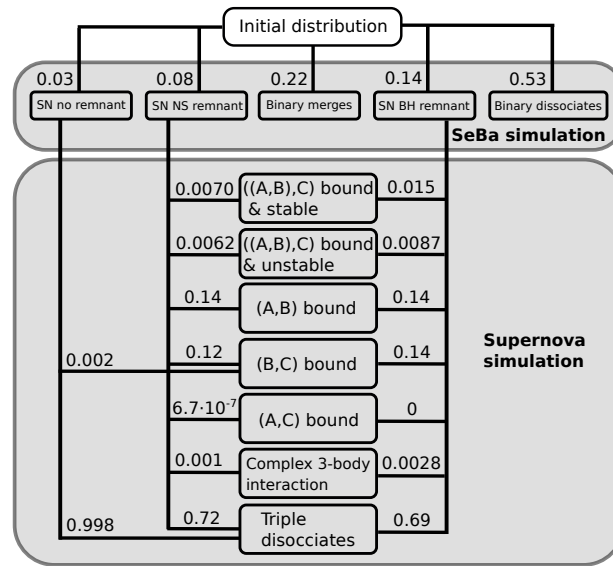 Initial distribution
0.03 0.08 0.22 0.14 0.53
SN no remnant SN NS remnant Binary merges SN BH remnant Binary dissociates
SeBa simulation
0.0070 ((A,B),C) bound 0.015
& stable
0.0062 ((A,B),C) bound 0.0087
& unstable
0.14 (A,B) bound 0.14
Supernova
simulation
0.002 0.12 (B,C) bound 0.14
6.7·10⁻⁷ (A,C) bound 0
0.001 Complex 3-body 0.0028
interaction
0.998 0.72 Triple 0.69
disocciates